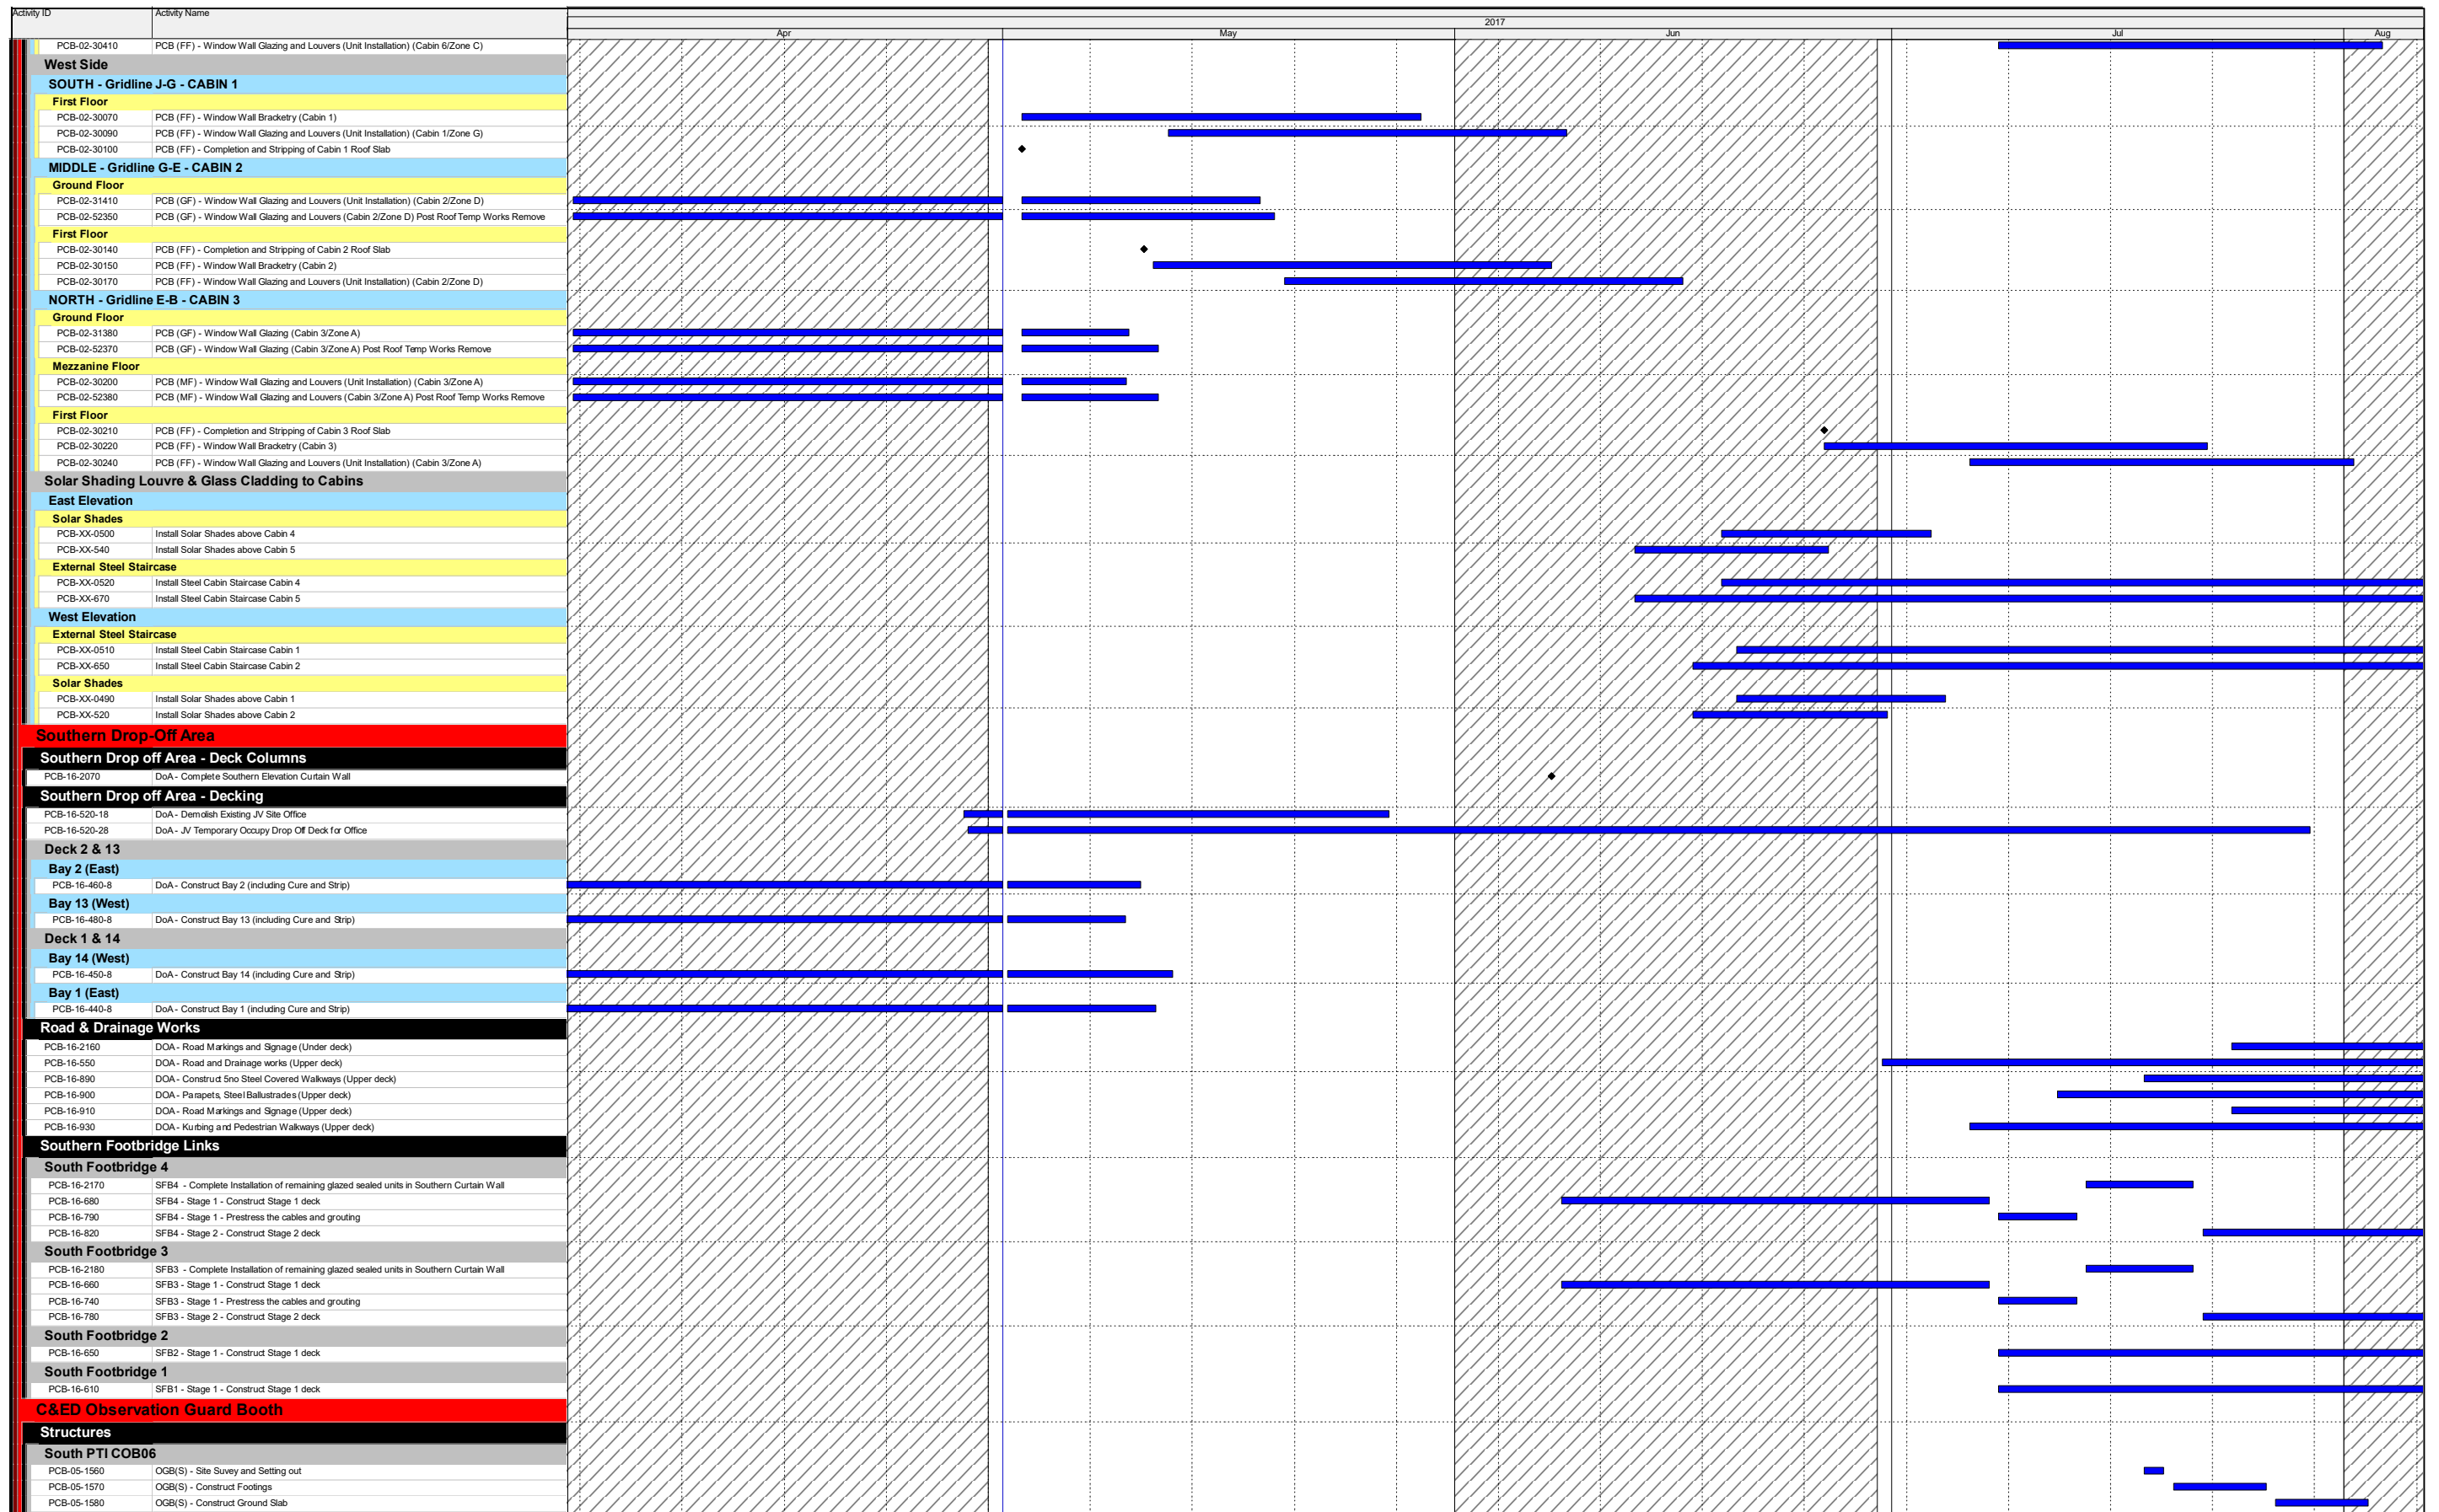 Activity ID Activity Name
2017
Apr May Jun Jul Aug
PCB-02-30410 PCB (FF) - Window Wall Glazing and Louvers (Unit Installation) (Cabin 6/Zone C)
West Side
SOUTH - Gridline J-G - CABIN 1
First Floor
PCB-02-30070 PCB (FF) - Window Wall Bracketry (Cabin 1)
PCB-02-30090 PCB (FF) - Window Wall Glazing and Louvers (Unit Installation) (Cabin 1/Zone G)
PCB-02-30100 PCB (FF) - Completion and Stripping of Cabin 1 Roof Slab
MIDDLE - Gridline G-E - CABIN 2
Ground Floor
PCB-02-31410 PCB (GF) - Window Wall Glazing and Louvers (Unit Installation) (Cabin 2/Zone D)
PCB-02-52350 PCB (GF) - Window Wall Glazing and Louvers (Cabin 2/Zone D) Post Roof Temp Works Remove
First Floor
PCB-02-30140 PCB (FF) - Completion and Stripping of Cabin 2 Roof Slab
PCB-02-30150 PCB (FF) - Window Wall Bracketry (Cabin 2)
PCB-02-30170 PCB (FF) - Window Wall Glazing and Louvers (Unit Installation) (Cabin 2/Zone D)
NORTH - Gridline E-B - CABIN 3
Ground Floor
PCB-02-31380 PCB (GF) - Window Wall Glazing (Cabin 3/Zone A)
PCB-02-52370 PCB (GF) - Window Wall Glazing (Cabin 3/Zone A) Post Roof Temp Works Remove
Mezzanine Floor
PCB-02-30200 PCB (MF) - Window Wall Glazing and Louvers (Unit Installation) (Cabin 3/Zone A)
PCB-02-52380 PCB (MF) - Window Wall Glazing and Louvers (Cabin 3/Zone A) Post Roof Temp Works Remove
First Floor
PCB-02-30210 PCB (FF) - Completion and Stripping of Cabin 3 Roof Slab
PCB-02-30220 PCB (FF) - Window Wall Bracketry (Cabin 3)
PCB-02-30240 PCB (FF) - Window Wall Glazing and Louvers (Unit Installation) (Cabin 3/Zone A)
Solar Shading Louvre & Glass Cladding to Cabins
East Elevation
Solar Shades
PCB-XX-0500 Install Solar Shades above Cabin 4
PCB-XX-540 Install Solar Shades above Cabin 5
External Steel Staircase
PCB-XX-0520 Install Steel Cabin Staircase Cabin 4
PCB-XX-670 Install Steel Cabin Staircase Cabin 5
West Elevation
External Steel Staircase
PCB-XX-0510 Install Steel Cabin Staircase Cabin 1
PCB-XX-650 Install Steel Cabin Staircase Cabin 2
Solar Shades
PCB-XX-0490 Install Solar Shades above Cabin 1
PCB-XX-520 Install Solar Shades above Cabin 2
Southern Drop-Off Area
Southern Drop off Area - Deck Columns
PCB-16-2070 DoA - Complete Southern Elevation Curtain Wall
Southern Drop off Area - Decking
PCB-16-520-18 DoA - Demolish Existing JV Site Office
PCB-16-520-28 DoA - JV Temporary Occupy Drop Off Deck for Office
Deck 2 & 13
Bay 2 (East)
PCB-16-460-8 DoA - Construct Bay 2 (including Cure and Strip)
Bay 13 (West)
PCB-16-480-8 DoA - Construct Bay 13 (including Cure and Strip)
Deck 1 & 14
Bay 14 (West)
PCB-16-450-8 DoA - Construct Bay 14 (including Cure and Strip)
Bay 1 (East)
PCB-16-440-8 DoA - Construct Bay 1 (including Cure and Strip)
Road & Drainage Works
PCB-16-2160 DOA - Road Markings and Signage (Under deck)
PCB-16-550 DOA - Road and Drainage works (Upper deck)
PCB-16-890 DOA - Construct 5no Steel Covered Walkways (Upper deck)
PCB-16-900 DOA - Parapets, Steel Ballustrades (Upper deck)
PCB-16-910 DOA - Road Markings and Signage (Upper deck)
PCB-16-930 DOA - Kurbing and Pedestrian Walkways (Upper deck)
Southern Footbridge Links
South Footbridge 4
PCB-16-2170 SFB4 - Complete Installation of remaining glazed sealed units in Southern Curtain Wall
PCB-16-680 SFB4 - Stage 1 - Construct Stage 1 deck
PCB-16-790 SFB4 - Stage 1 - Prestress the cables and grouting
PCB-16-820 SFB4 - Stage 2 - Construct Stage 2 deck
South Footbridge 3
PCB-16-2180 SFB3 - Complete Installation of remaining glazed sealed units in Southern Curtain Wall
PCB-16-660 SFB3 - Stage 1 - Construct Stage 1 deck
PCB-16-740 SFB3 - Stage 1 - Prestress the cables and grouting
PCB-16-780 SFB3 - Stage 2 - Construct Stage 2 deck
South Footbridge 2
PCB-16-650 SFB2 - Stage 1 - Construct Stage 1 deck
South Footbridge 1
PCB-16-610 SFB1 - Stage 1 - Construct Stage 1 deck
C&ED Observation Guard Booth
Structures
South PTI COB06
PCB-05-1560 OGB(S) - Site Suvey and Setting out
PCB-05-1570 OGB(S) - Construct Footings
PCB-05-1580 OGB(S) - Construct Ground Slab